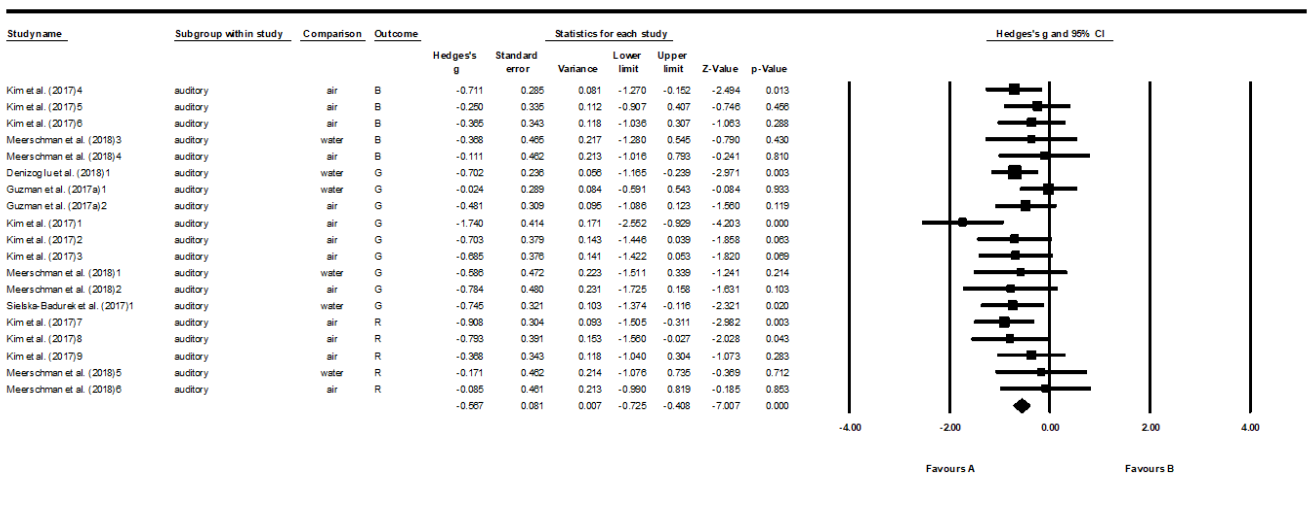 Study name Subgroup within study Comparison Outcome Statistics for each study Hedges's g and 95% CI
Hedges's g Standard error Variance Lower limit Upper limit Z-Value p-Value
Kim et al. (2017)4 auditory air B -0.711 0.285 0.081 -1.270 -0.152 -2.494 0.013
Kim et al. (2017)5 auditory air B -0.250 0.335 0.112 -0.907 0.407 -0.746 0.456
Kim et al. (2017)6 auditory air B -0.365 0.343 0.118 -1.036 0.307 -1.063 0.288
Meerschman et al. (2018)3 auditory water B -0.368 0.465 0.217 -1.280 0.545 -0.790 0.430
Meerschman et al. (2018)4 auditory air B -0.111 0.462 0.213 -1.016 0.793 -0.241 0.810
Denizoglu et al. (2018)1 auditory water G -0.702 0.236 0.056 -1.165 -0.239 -2.971 0.003
Guzman et al. (2017a)1 auditory water G -0.024 0.289 0.084 -0.591 0.543 -0.084 0.933
Guzman et al. (2017a)2 auditory air G -0.481 0.309 0.095 -1.086 0.123 -1.560 0.119
Kim et al. (2017)1 auditory air G -1.740 0.414 0.171 -2.552 -0.929 -4.203 0.000
Kim et al. (2017)2 auditory air G -0.703 0.379 0.143 -1.446 0.039 -1.858 0.063
Kim et al. (2017)3 auditory air G -0.685 0.376 0.141 -1.422 0.053 -1.820 0.069
Meerschman et al. (2018)1 auditory water G -0.586 0.472 0.223 -1.511 0.339 -1.241 0.214
Meerschman et al. (2018)2 auditory air G -0.784 0.480 0.231 -1.725 0.158 -1.631 0.103
Sielska-Badurek et al. (2017)1 auditory water G -0.745 0.321 0.103 -1.374 -0.116 -2.321 0.020
Kim et al. (2017)7 auditory air R -0.908 0.304 0.093 -1.505 -0.311 -2.982 0.003
Kim et al. (2017)8 auditory air R -0.793 0.391 0.153 -1.560 -0.027 -2.028 0.043
Kim et al. (2017)9 auditory air R -0.368 0.343 0.118 -1.040 0.304 -1.073 0.283
Meerschman et al. (2018)5 auditory water R -0.171 0.462 0.214 -1.076 0.735 -0.369 0.712
Meerschman et al. (2018)6 auditory air R -0.085 0.461 0.213 -0.990 0.819 -0.185 0.853
-0.567 0.081 0.007 -0.725 -0.408 -7.007 0.000
-4.00 -2.00 0.00 2.00 4.00
Favours A Favours B